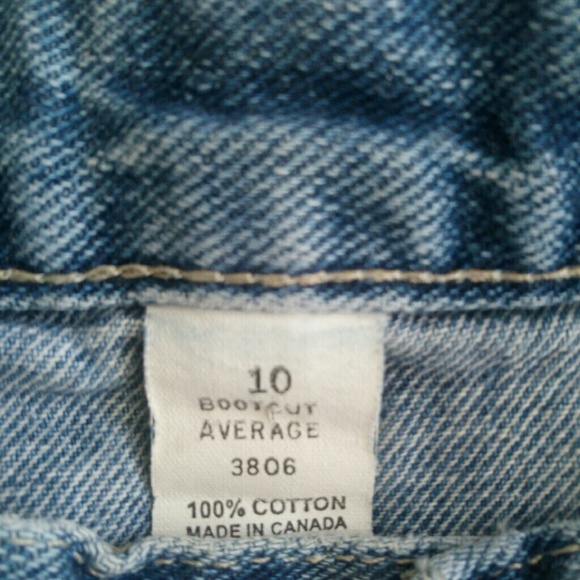 10
BOOTCUT
AVERAGE
3806
100% COTTON
MADE IN CANADA